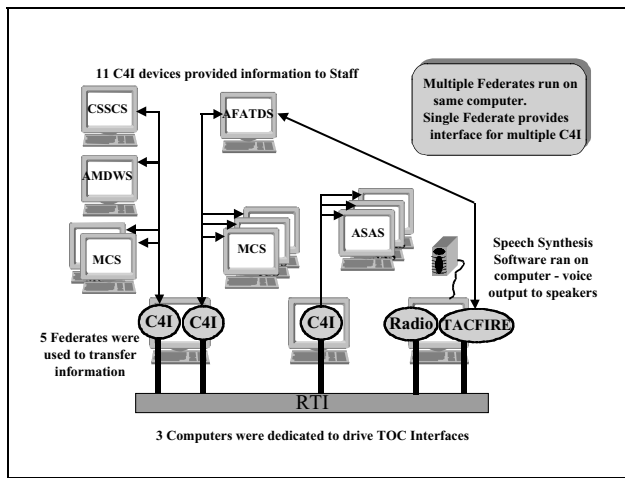 11 C4I devices provided information to Staff
Multiple Federates run on
same computer.
Single Federate provides
interface for multiple C4I
CSSCS
AFATDS
AMDWS
MCS
MCS
ASAS
Speech Synthesis
Software ran on
computer - voice
output to speakers
5 Federates were
used to transfer
information
C4I
C4I
C4I
Radio
TACFIRE
RTI
3 Computers were dedicated to drive TOC Interfaces